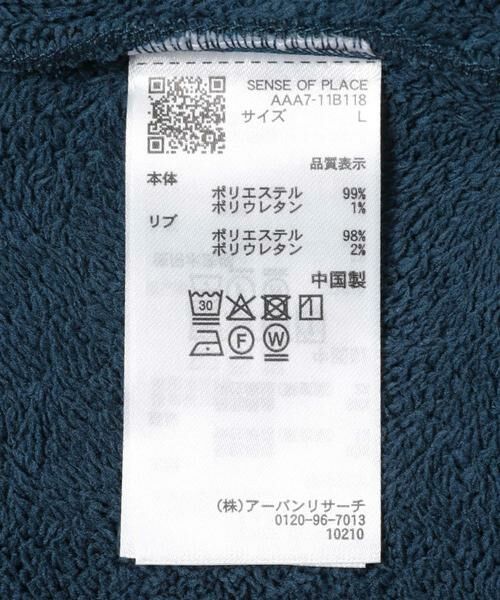 SENSE OF PLACE
AAA7-11B118
サイズ L
品質表示
本体
ポリエステル 99%
ポリウレタン 1%
リブ
ポリエステル 98%
ポリウレタン 2%
中国製
30
F W
(株)アーバンリサーチ
0120-96-7013
10210